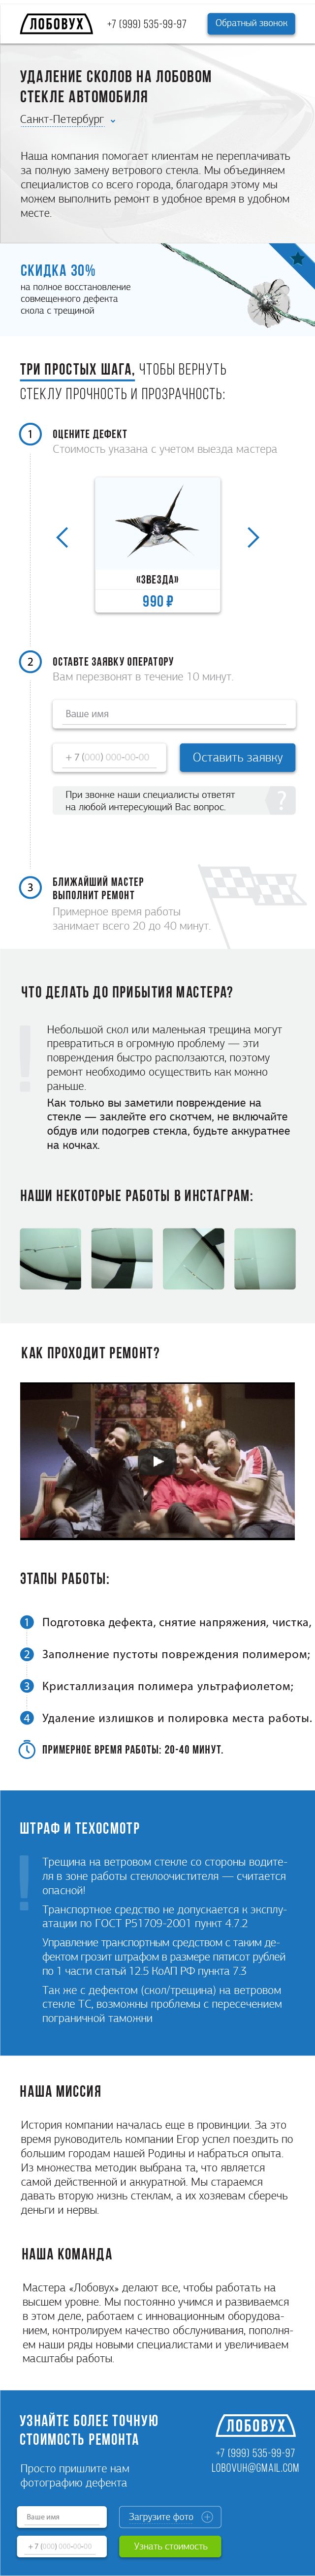 ЛОБОВУХ
+7 (999) 535-99-97
Обратный звонок
УДАЛЕНИЕ СКОЛОВ НА ЛОБОВОМ
СТЕКЛЕ АВТОМОБИЛЯ
Санкт-Петербург
Наша компания помогает клиентам не переплачивать
за полную замену ветрового стекла. Мы объединяем
специалистов со всего города, благодаря этому мы
можем выполнить ремонт в удобное время в удобном
месте.
СКИДКА 30%
на полное восстановление
совмещенного дефекта
скола с трещиной
ТРИ ПРОСТЫХ ШАГА, ЧТОБЫ ВЕРНУТЬ
СТЕКЛУ ПРОЧНОСТЬ И ПРОЗРАЧНОСТЬ:
1 ОЦЕНИТЕ ДЕФЕКТ
Стоимость указана с учетом выезда мастера
«ЗВЕЗДА»
990 ₽
2 ОСТАВТЕ ЗАЯВКУ ОПЕРАТОРУ
Вам перезвонят в течение 10 минут.
Ваше имя
+ 7 (000) 000-00-00
Оставить заявку
При звонке наши специалисты ответят
на любой интересующий Вас вопрос.
?
3 БЛИЖАЙШИЙ МАСТЕР
ВЫПОЛНИТ РЕМОНТ
Примерное время работы
занимает всего 20 до 40 минут.
ЧТО ДЕЛАТЬ ДО ПРИБЫТИЯ МАСТЕРА?
!
Небольшой скол или маленькая трещина могут
превратиться в огромную проблему — эти
повреждения быстро расползаются, поэтому
ремонт необходимо осуществить как можно
раньше.
Как только вы заметили повреждение на
стекле — заклейте его скотчем, не включайте
обдув или подогрев стекла, будьте аккуратнее
на кочках.
НАШИ НЕКОТОРЫЕ РАБОТЫ В ИНСТАГРАМ:
КАК ПРОХОДИТ РЕМОНТ?
ЭТАПЫ РАБОТЫ:
1 Подготовка дефекта, снятие напряжения, чистка,
2 Заполнение пустоты повреждения полимером;
3 Кристаллизация полимера ультрафиолетом;
4 Удаление излишков и полировка места работы.
ПРИМЕРНОЕ ВРЕМЯ РАБОТЫ: 20-40 МИНУТ.
ШТРАФ И ТЕХОСМОТР
!
Трещина на ветровом стекле со стороны водите-
ля в зоне работы стеклоочистителя — считается
опасной!
Транспортное средство не допускается к эксплу-
атации по ГОСТ Р51709-2001 пункт 4.7.2
Управление транспортным средством с таким де-
фектом грозит штрафом в размере пятисот рублей
по 1 части статьй 12.5 КоАП РФ пункта 7.3
Так же с дефектом (скол/трещина) на ветровом
стекле ТС, возможны проблемы с пересечением
пограничной таможни
НАША МИССИЯ
История компании началась еще в провинции. За это
время руководитель компании Егор успел поездить по
большим городам нашей Родины и набраться опыта.
Из множества методик выбрана та, что является
самой действенной и аккуратной. Мы стараемся
давать вторую жизнь стеклам, а их хозяевам сберечь
деньги и нервы.
НАША КОМАНДА
Мастера «Лобовух» делают все, чтобы работать на
высшем уровне. Мы постоянно учимся и развиваемся
в этом деле, работаем с инновационным оборудова-
нием, контролируем качество обслуживания, пополня-
ем наши ряды новыми специалистами и увеличиваем
масштабы работы.
УЗНАЙТЕ БОЛЕЕ ТОЧНУЮ
СТОИМОСТЬ РЕМОНТА
ЛОБОВУХ
+7 (999) 535-99-97
LOBOVUH@GMAIL.COM
Просто пришлите нам
фотографию дефекта
Ваше имя
Загрузите фото
+ 7 (000) 000-00-00
Узнать стоимость